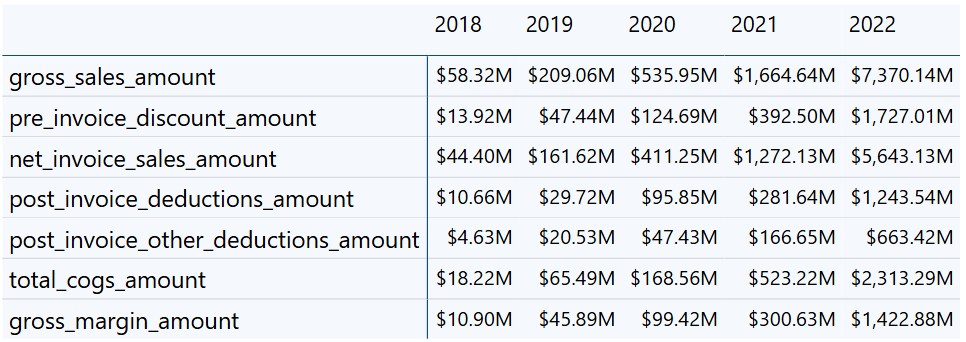 2018 2019 2020 2021 2022
gross_sales_amount $58.32M $209.06M $535.95M $1,664.64M $7,370.14M
pre_invoice_discount_amount $13.92M $47.44M $124.69M $392.50M $1,727.01M
net_invoice_sales_amount $44.40M $161.62M $411.25M $1,272.13M $5,643.13M
post_invoice_deductions_amount $10.66M $29.72M $95.85M $281.64M $1,243.54M
post_invoice_other_deductions_amount $4.63M $20.53M $47.43M $166.65M $663.42M
total_cogs_amount $18.22M $65.49M $168.56M $523.22M $2,313.29M
gross_margin_amount $10.90M $45.89M $99.42M $300.63M $1,422.88M